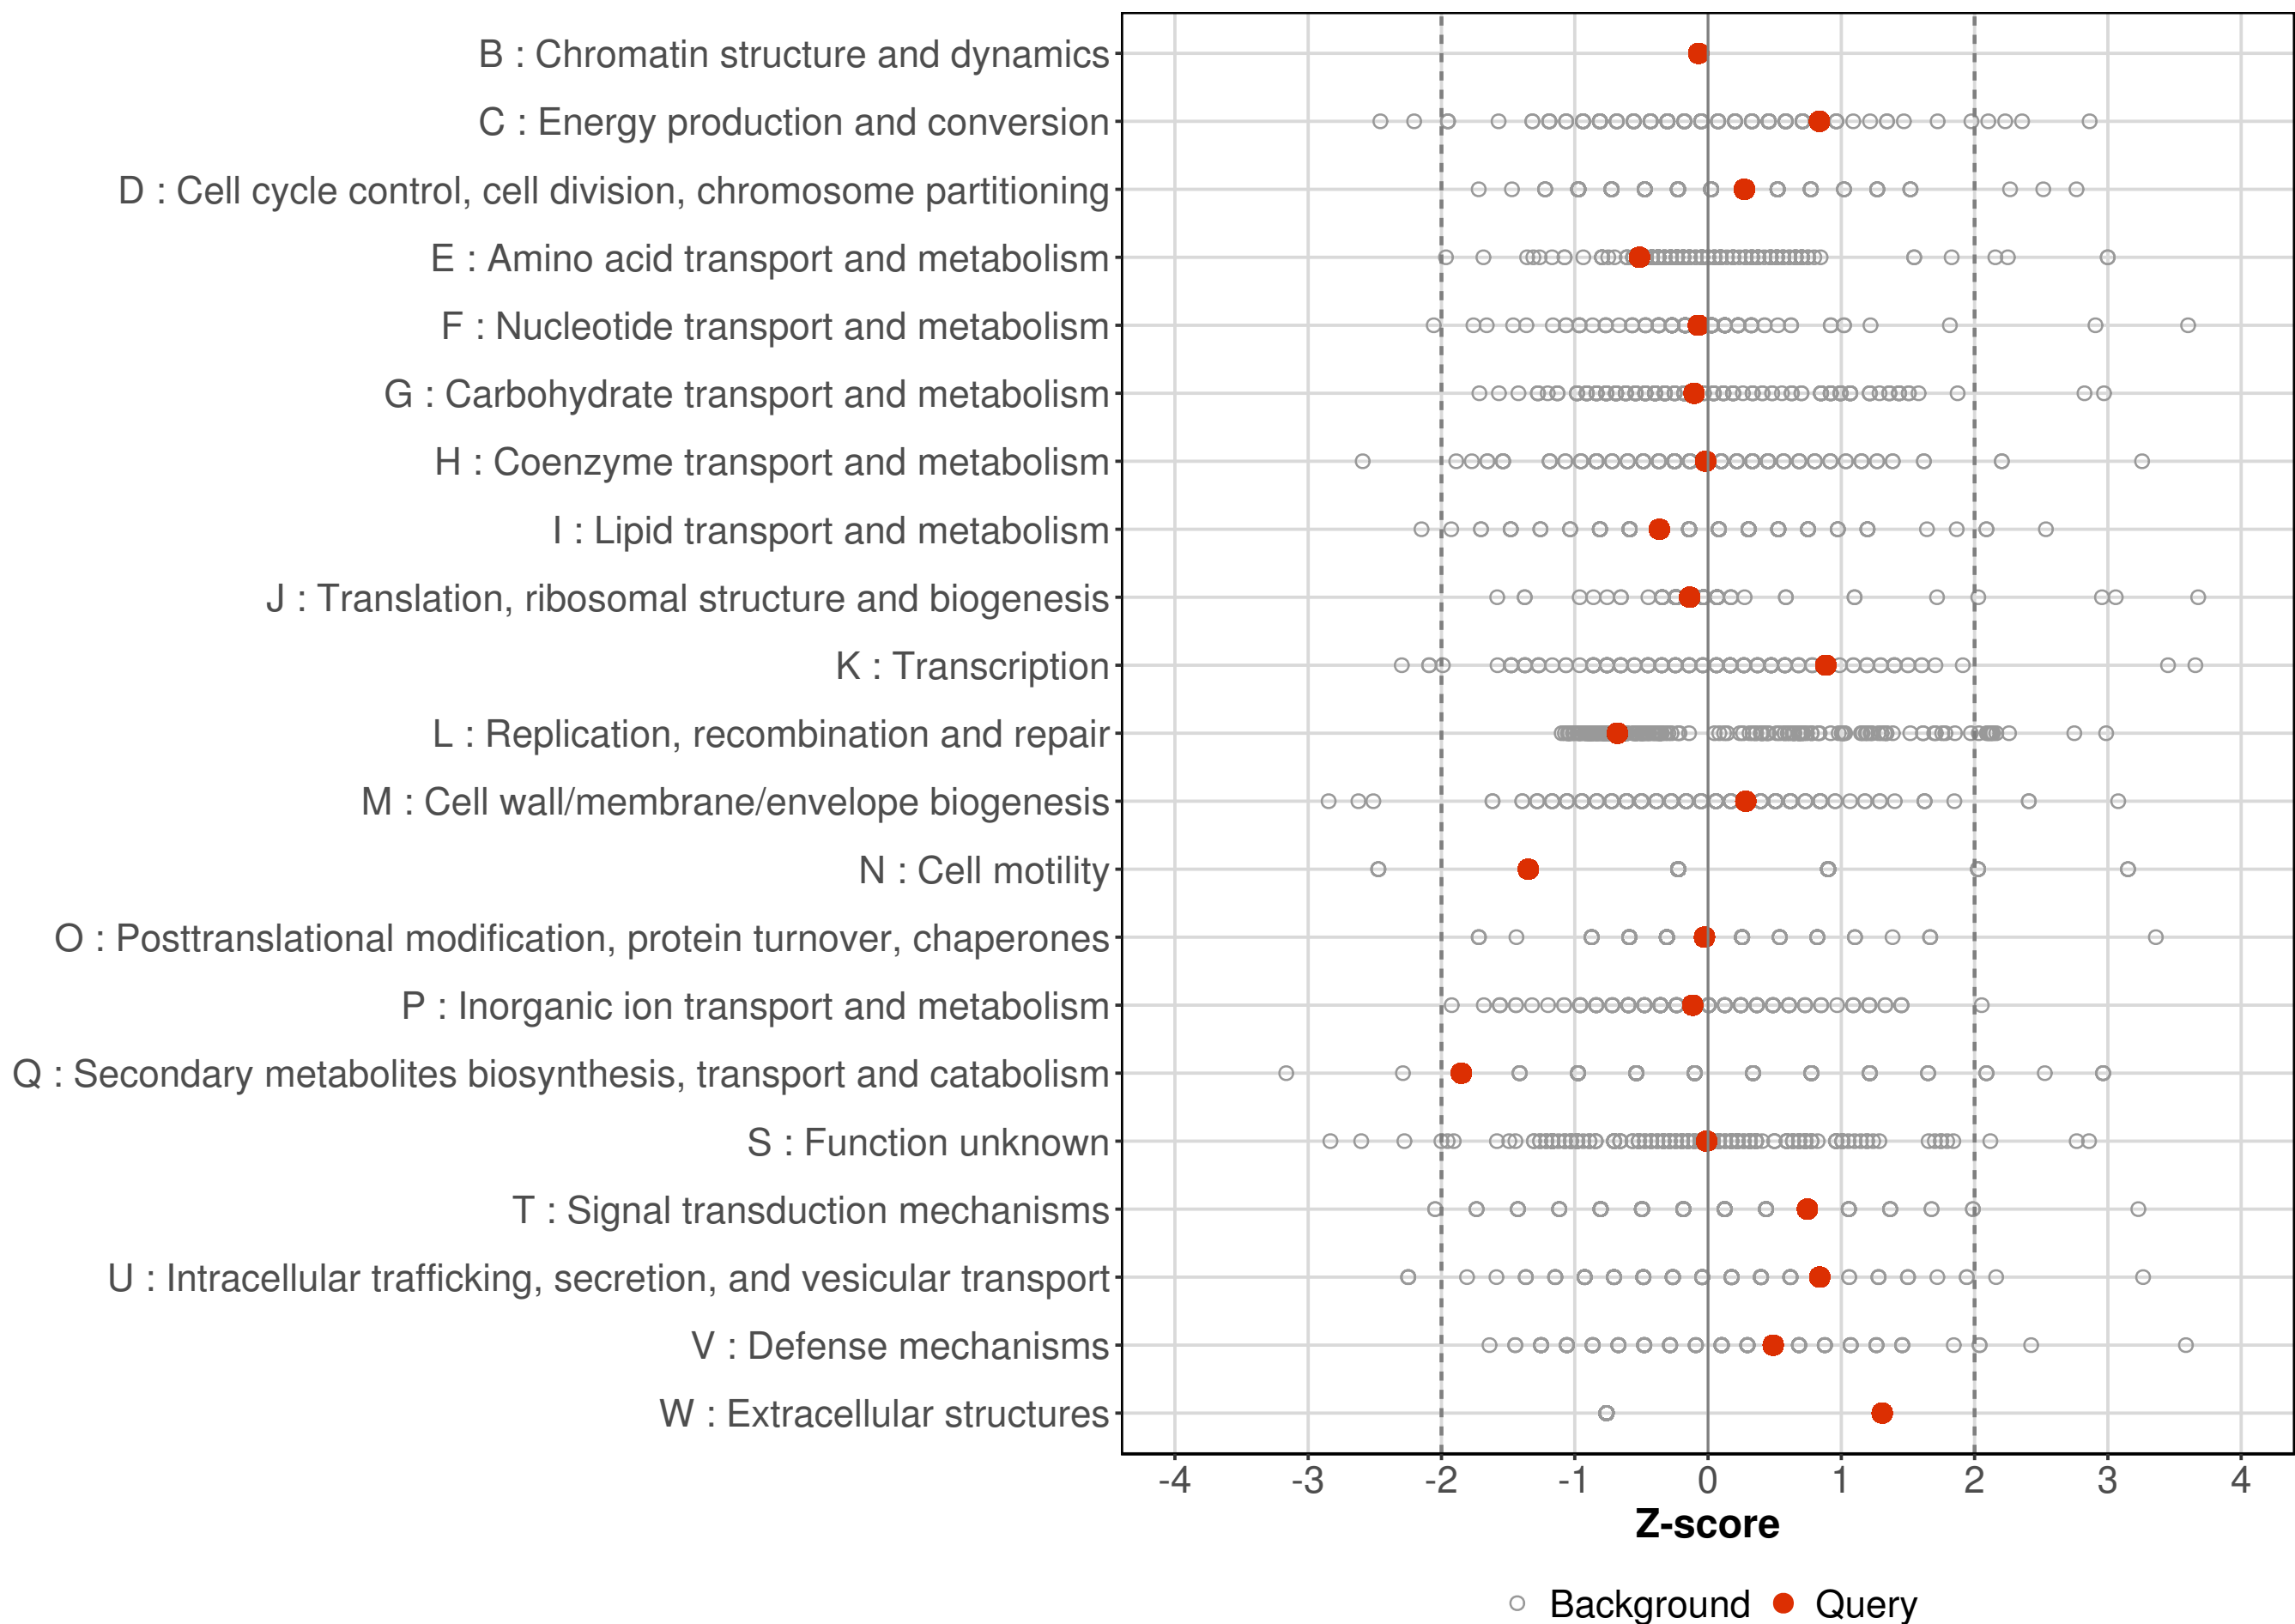 B : Chromatin structure and dynamics
C : Energy production and conversion
D : Cell cycle control, cell division, chromosome partitioning
E : Amino acid transport and metabolism
F : Nucleotide transport and metabolism
G : Carbohydrate transport and metabolism
H : Coenzyme transport and metabolism
I : Lipid transport and metabolism
J : Translation, ribosomal structure and biogenesis
K : Transcription
L : Replication, recombination and repair
M : Cell wall/membrane/envelope biogenesis
N : Cell motility
O : Posttranslational modification, protein turnover, chaperones
P : Inorganic ion transport and metabolism
Q : Secondary metabolites biosynthesis, transport and catabolism
S : Function unknown
T : Signal transduction mechanisms
U : Intracellular trafficking, secretion, and vesicular transport
V : Defense mechanisms
W : Extracellular structures
-4 -3 -2 -1 0 1 2 3 4
Z-score
Background Query